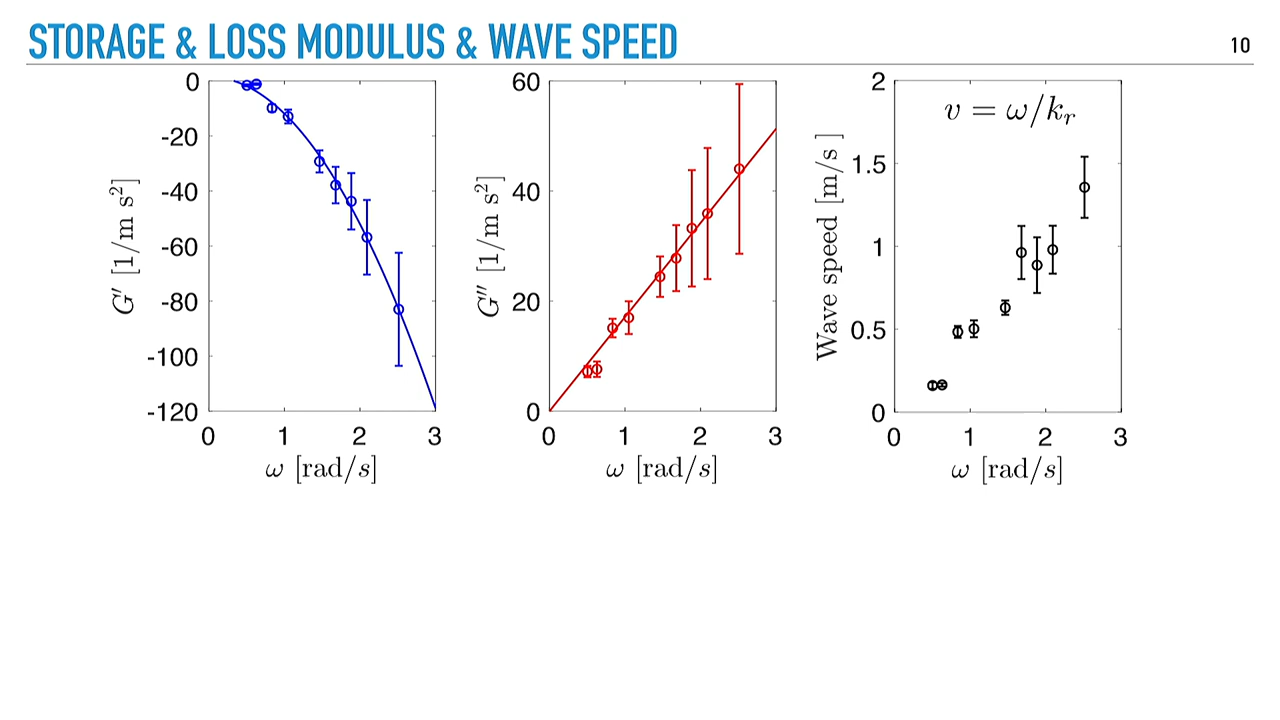 STORAGE & LOSS MODULUS & WAVE SPEED
10
0
-20
-40
-60
-80
-100
-120
0 1 2 3
G′ [1/m s²]
ω [rad/s]
60
40
20
0
0 1 2 3
G″ [1/m s²]
ω [rad/s]
v = ω/kᵣ
2
1.5
1
0.5
0
0 1 2 3
Wave speed [m/s ]
ω [rad/s]